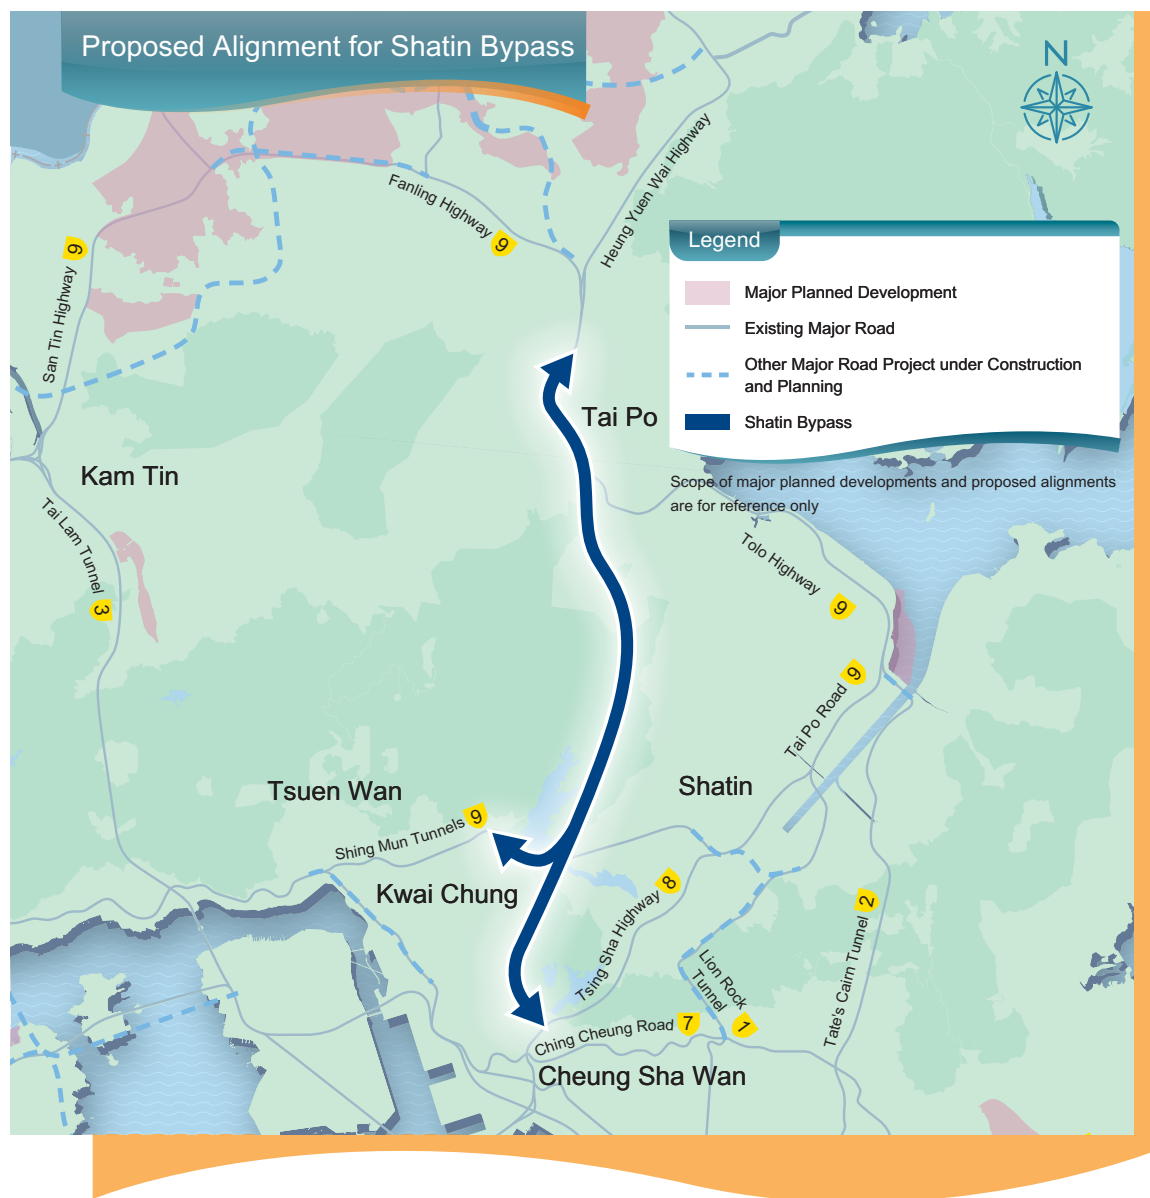 Proposed Alignment for Shatin Bypass
N
Fanling Highway
9
Heung Yuen Wai Highway
San Tin Highway
9
Legend
Major Planned Development
Existing Major Road
Other Major Road Project under Construction
and Planning
Shatin Bypass
Scope of major planned developments and proposed alignments
are for reference only
Tai Po
Kam Tin
Tai Lam Tunnel
3
Tolo Highway
9
Tai Po Road
9
Shatin
Tsuen Wan
Shing Mun Tunnels
9
Kwai Chung
Tsing Sha Highway
8
Tate's Cairn Tunnel
2
Lion Rock
Tunnel
1
Ching Cheung Road
7
Cheung Sha Wan